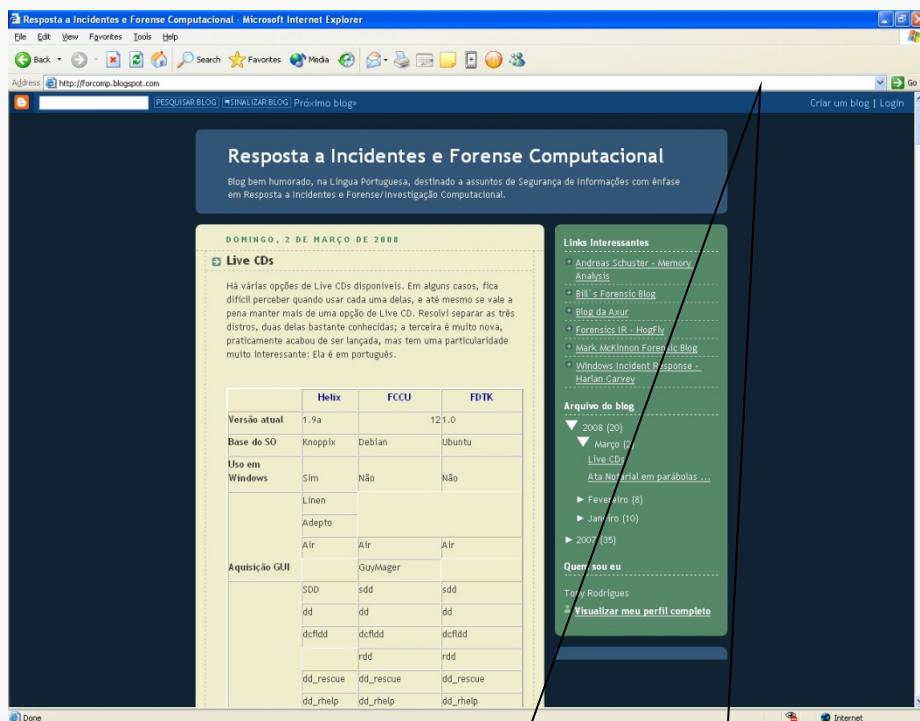 Resposta a Incidentes e Forense Computacional - Microsoft Internet Explorer
File Edit View Favorites Tools Help
Back Search Favorites Media
Address http://forcomp.blogspot.com Go
PESQUISAR BLOG SINALIZAR BLOG Próximo blog» Criar um blog | Login
Resposta a Incidentes e Forense Computacional
Blog bem humorado, na Língua Portuguesa, destinado a assuntos de Segurança de Informações com ênfase
em Resposta a Incidentes e Forense/Investigação Computacional.
DOMINGO, 2 DE MARÇO DE 2008
Live CDs
Há várias opções de Live CDs disponíveis. Em alguns casos, fica
difícil perceber quando usar cada uma delas, e até mesmo se vale a
pena manter mais de uma opção de Live CD. Resolvi separar as três
distros, duas delas bastante conhecidas; a terceira é muito nova,
praticamente acabou de ser lançada, mas tem uma particularidade
muito interessante: Ela é em português.
Helix FCCU FDTK
Versão atual 1.9a 12 1.0
Base do SO Knoppix Debian Ubuntu
Uso em
Windows Sim Não Não
Linen
Adepto
Air Air Air
Aquisição GUI GuyMager
SDD sdd sdd
dd dd dd
dcfldd dcfldd dcfldd
rdd rdd
dd_rescue dd_rescue dd_rescue
dd_rhelp dd_rhelp dd_rhelp
Links Interessantes
Andreas Schuster - Memory
Analysis
Bill´s Forensic Blog
Blog da Axur
Forensics IR - HogFly
Mark McKinnon Forensic Blog
Windows Incident Response -
Harlan Carvey
Arquivo do blog
▼ 2008 (20)
▼ Março (2)
Live CDs
Ata Notarial em parábolas ...
► Fevereiro (8)
► Janeiro (10)
► 2007 (35)
Quem sou eu
Tony Rodrigues
Visualizar meu perfil completo
Done Internet